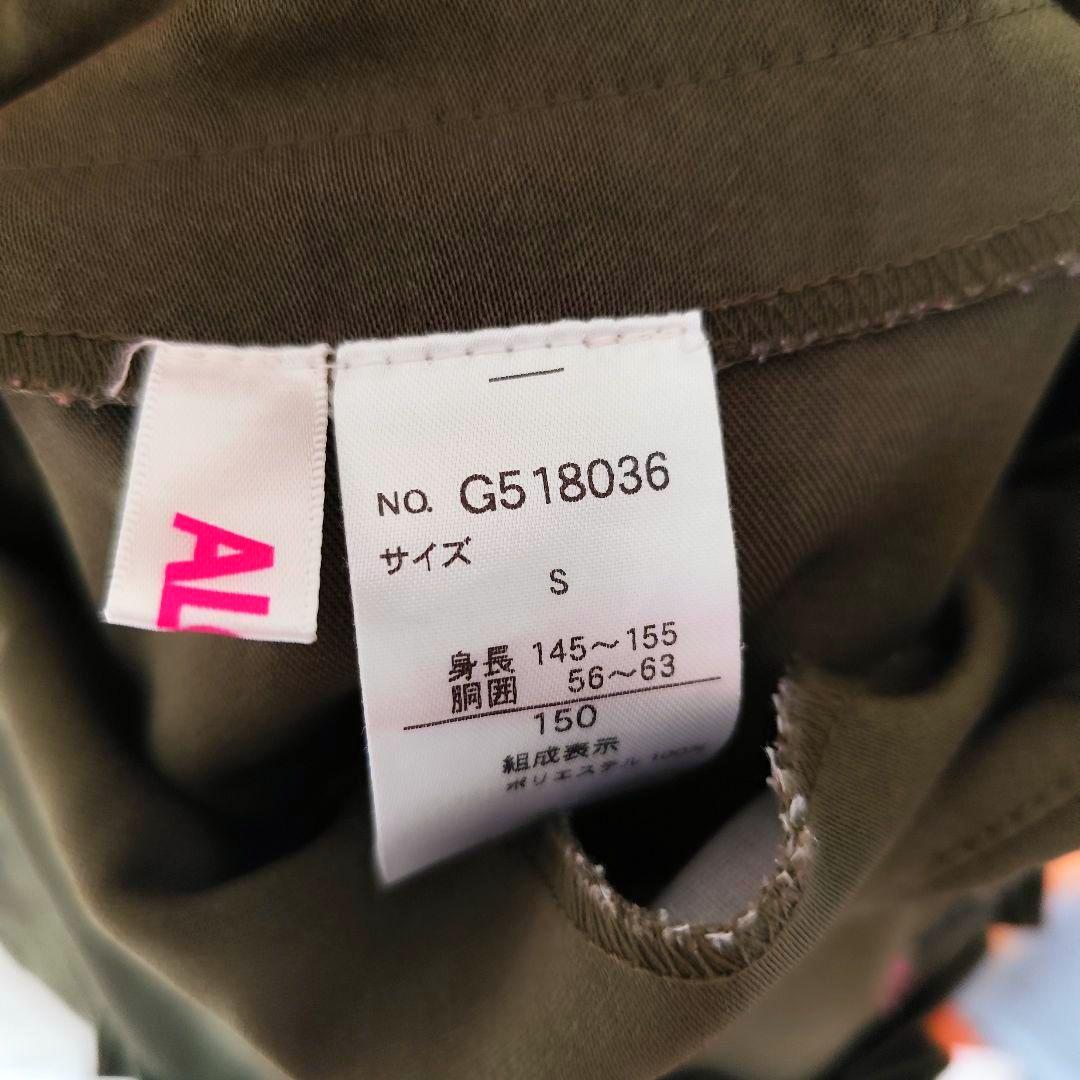 AL
NO. G518036
サイズ
S
身長 145～155
胴囲 56～63
150
組成表示
ポリエステル 100%